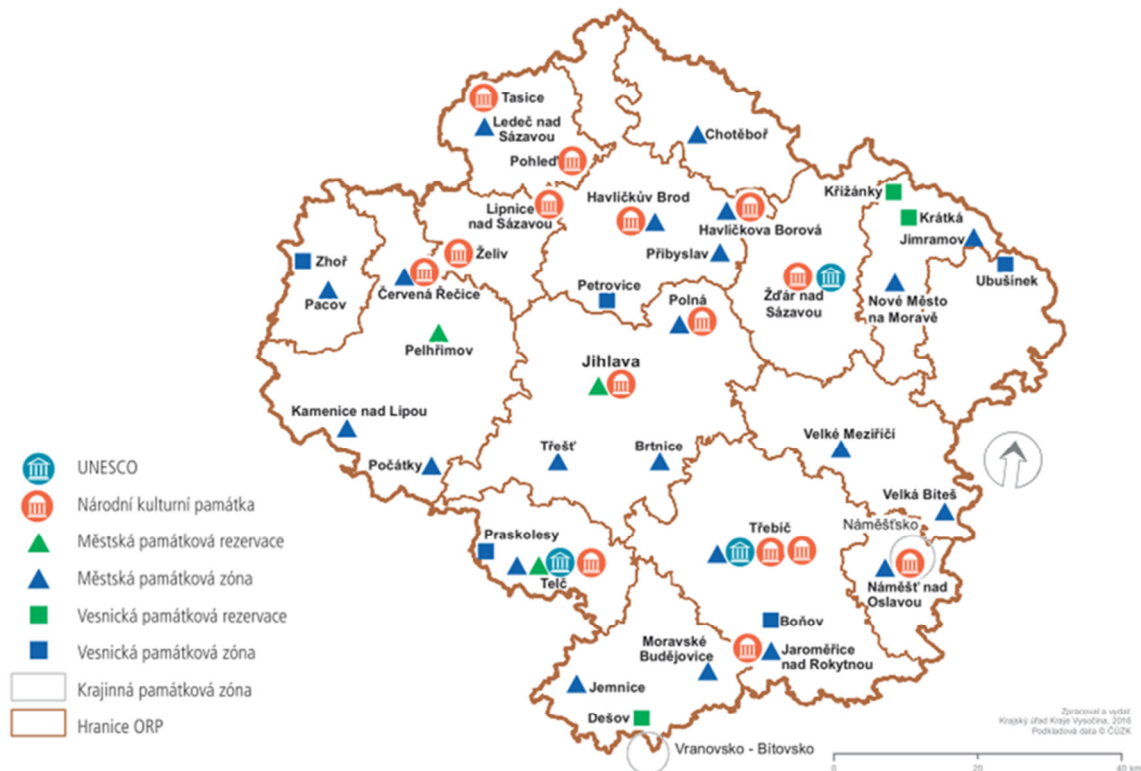 Tasice
Ledeč nad
Sázavou
Chotěboř
Pohleď
Křížánky
Lipnice
nad Sázavou
Havlíčkův Brod
Krátká
Havlíčkova Borová
Jimramov
Želiv
Přibyslav
Zhoř
Ubušínek
Červená Řečice
Petrovice
Žďár nad
Sázavou
Pacov
Polná
Nové Město
na Moravě
Pelhřimov
Jihlava
Kamenice nad Lipou
Velké Meziříčí
Třešť
Brtnice
Počátky
Velká Bíteš
Náměšťsko
Praskolesy
Třebíč
Telč
Náměšť nad
Oslavou
Boňov
Moravské
Budějovice
Jaroměřice
nad Rokytnou
Jemnice
Dešov
Vranovsko - Bítovsko
UNESCO
Národní kulturní památka
Městská památková rezervace
Městská památková zóna
Vesnická památková rezervace
Vesnická památková zóna
Krajinná památková zóna
Hranice ORP
Zpracoval a vydal:
Krajský úřad Kraje Vysočina, 2016
Podkladová data © ČÚZK
0 20 40 km